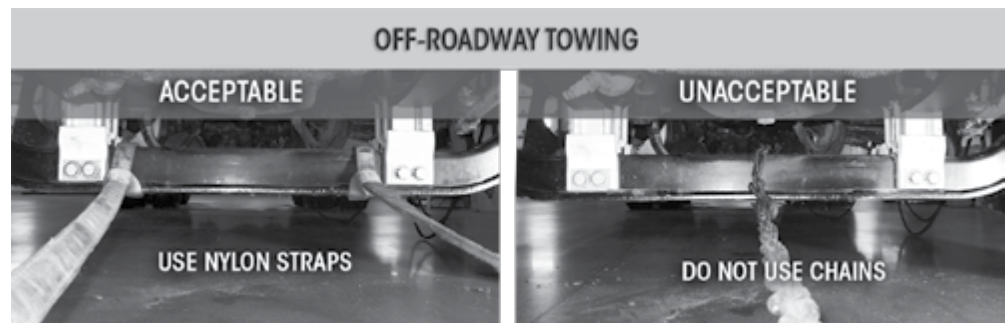 OFF-ROADWAY TOWING
ACCEPTABLE
UNACCEPTABLE
USE NYLON STRAPS
DO NOT USE CHAINS